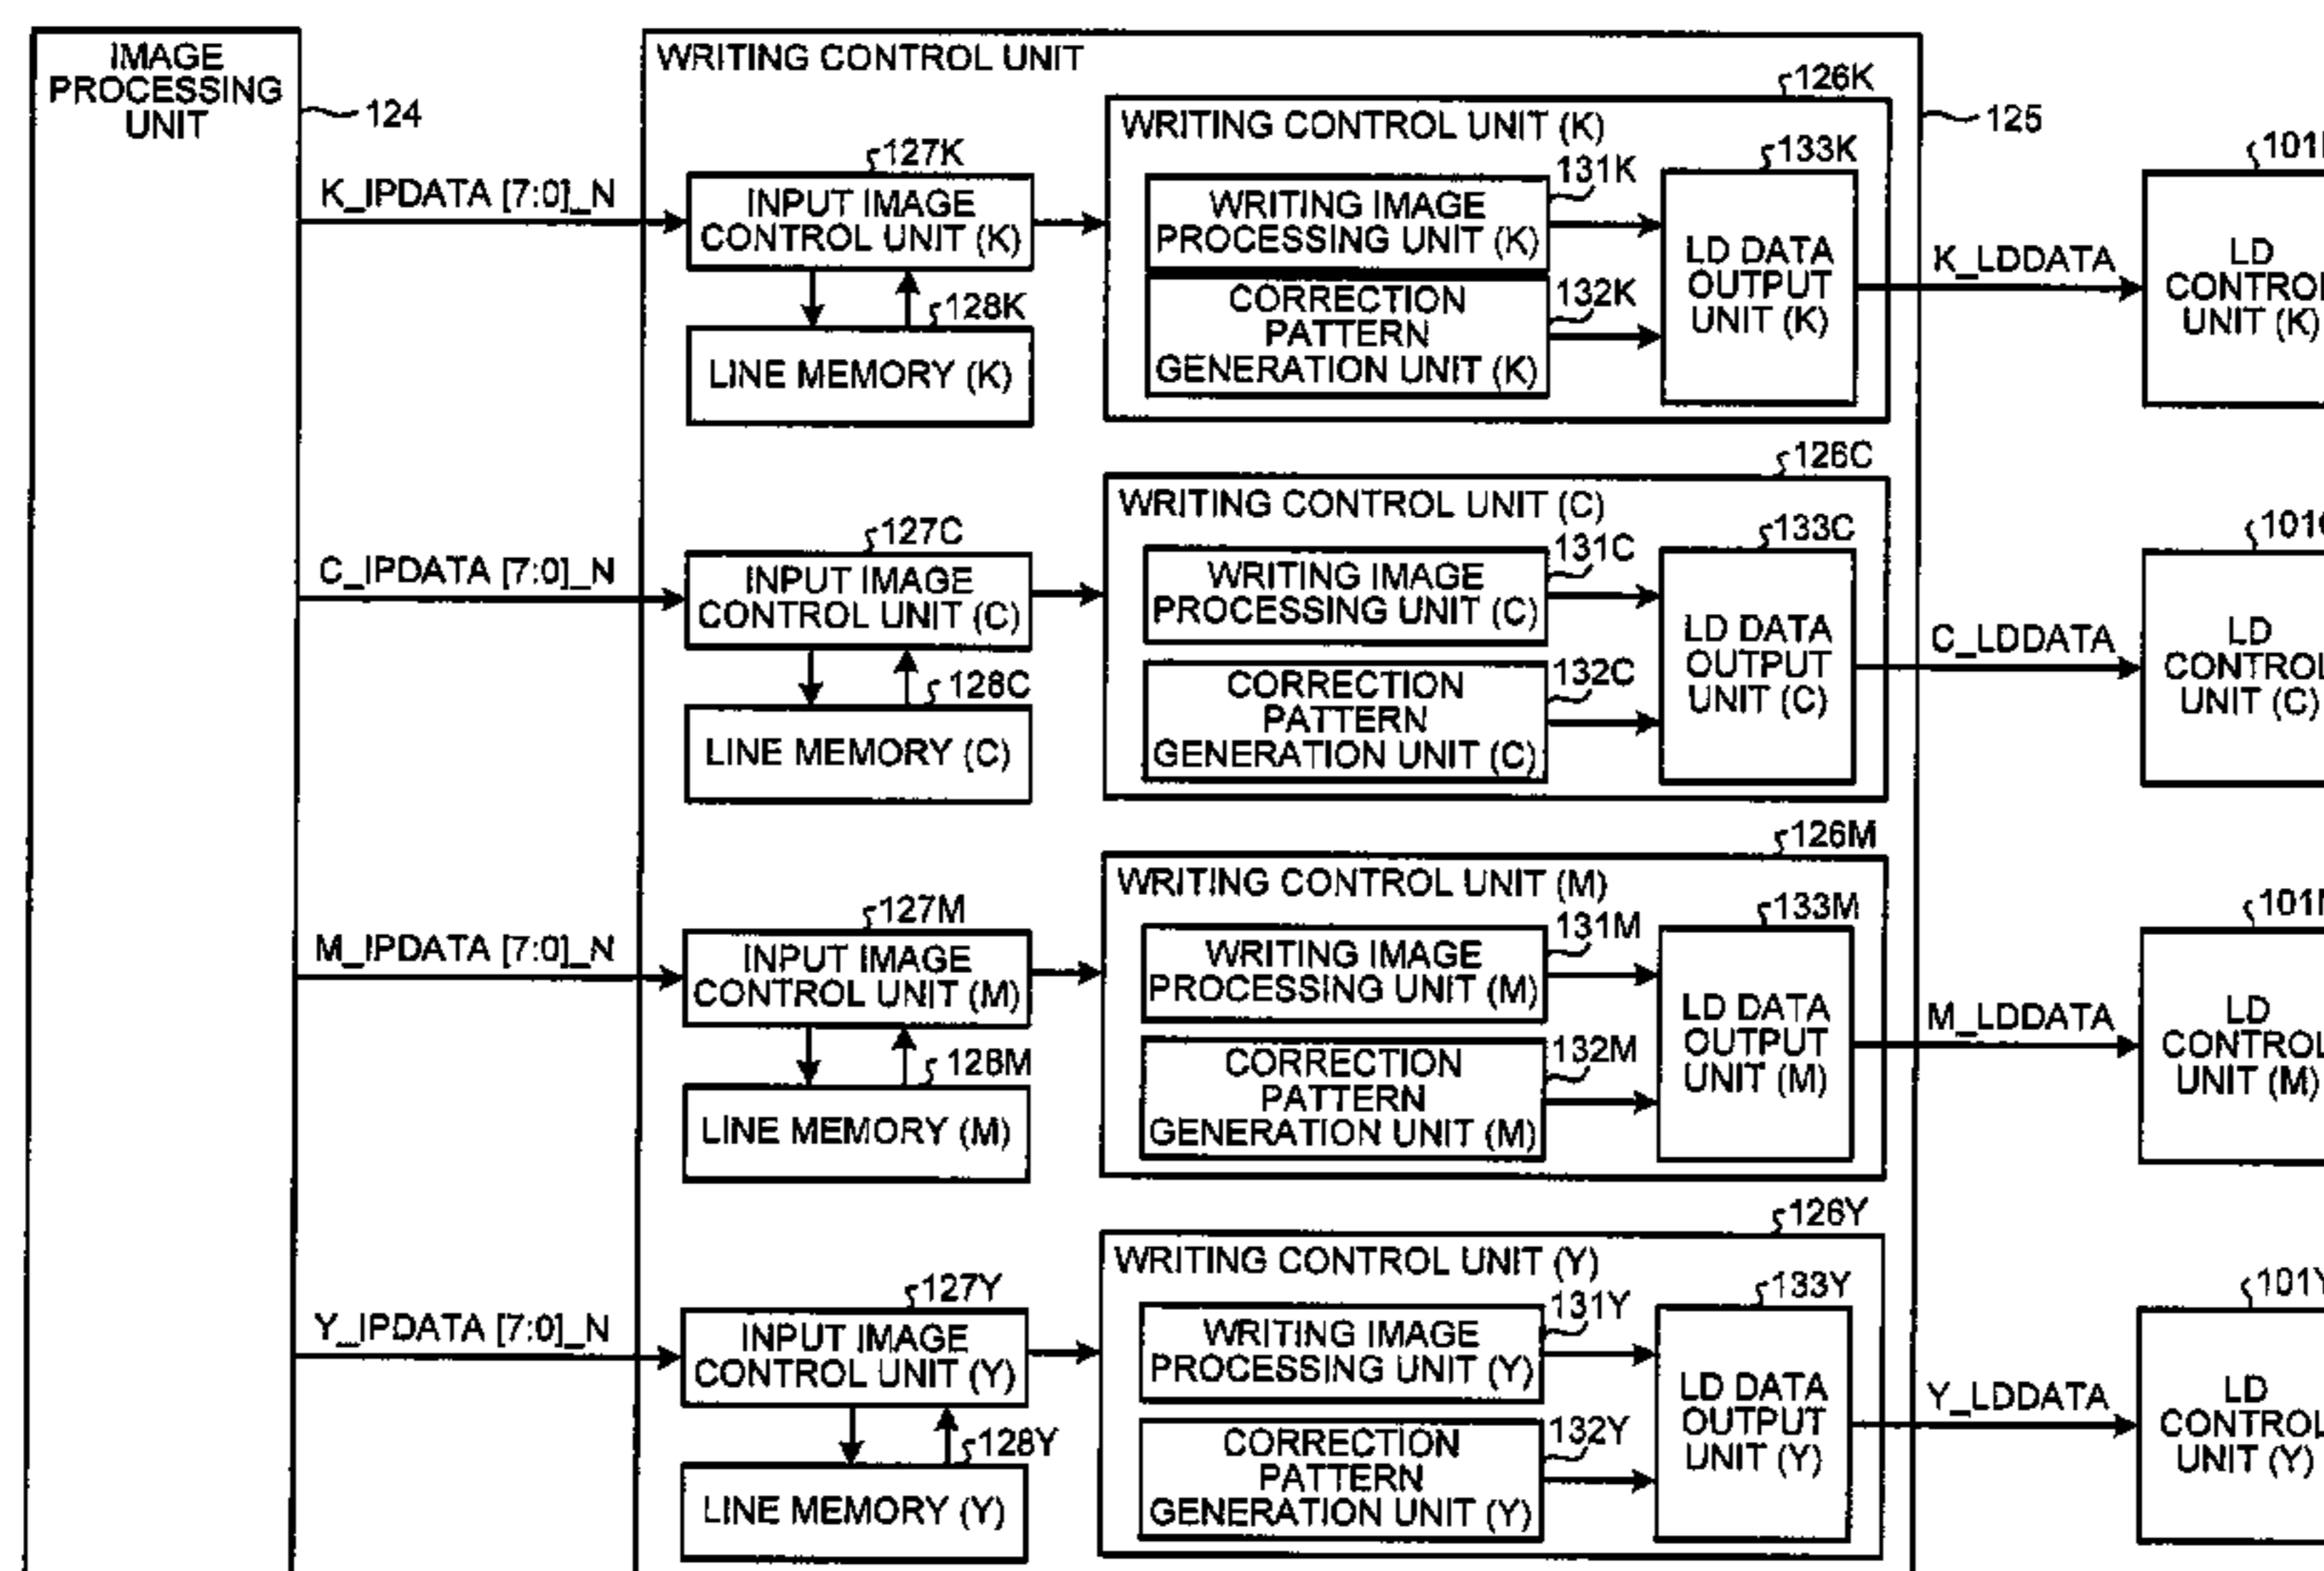 IMAGE
PROCESSING
UNIT
124
WRITING CONTROL UNIT
125
K_IPDATA [7:0]_N
127K
INPUT IMAGE
CONTROL UNIT (K)
128K
LINE MEMORY (K)
126K
WRITING CONTROL UNIT (K)
131K
WRITING IMAGE
PROCESSING UNIT (K)
132K
CORRECTION
PATTERN
GENERATION UNIT (K)
133K
LD DATA
OUTPUT
UNIT (K)
K_LDDATA
LD
UNIT (K)
C_IPDATA [7:0]_N
127C
INPUT IMAGE
CONTROL UNIT (C)
128C
LINE MEMORY (C)
126C
WRITING CONTROL UNIT (C)
131C
WRITING IMAGE
PROCESSING UNIT (C)
132C
CORRECTION
PATTERN
GENERATION UNIT (C)
133C
LD DATA
OUTPUT
UNIT (C)
C_LDDATA
LD
UNIT (C)
M_IPDATA [7:0]_N
127M
INPUT IMAGE
CONTROL UNIT (M)
128M
LINE MEMORY (M)
126M
WRITING CONTROL UNIT (M)
131M
WRITING IMAGE
PROCESSING UNIT (M)
132M
CORRECTION
PATTERN
GENERATION UNIT (M)
133M
LD DATA
OUTPUT
UNIT (M)
M_LDDATA
LD
UNIT (M)
Y_IPDATA [7:0]_N
127Y
INPUT IMAGE
CONTROL UNIT (Y)
128Y
LINE MEMORY (Y)
126Y
WRITING CONTROL UNIT (Y)
131Y
WRITING IMAGE
PROCESSING UNIT (Y)
132Y
CORRECTION
PATTERN
GENERATION UNIT (Y)
133Y
LD DATA
OUTPUT
UNIT (Y)
Y_LDDATA
101Y
LD
UNIT (Y)